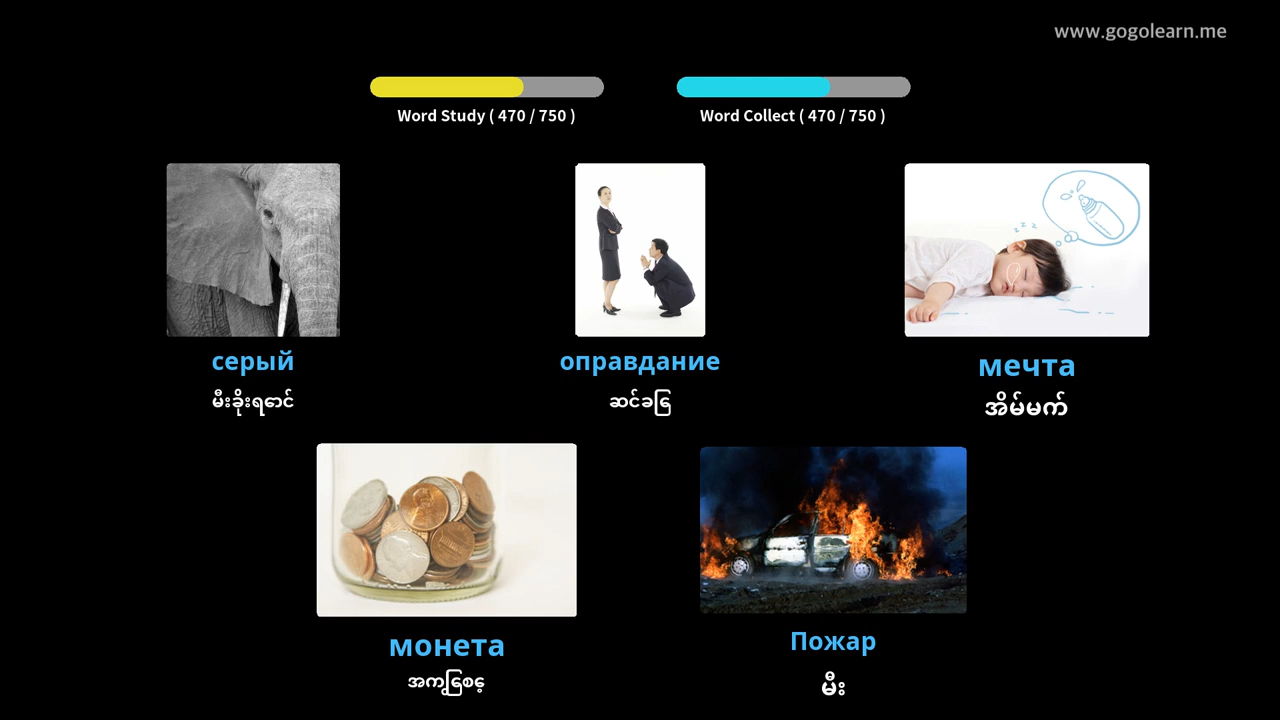 www.gogolearn.me
Word Study ( 470 / 750 )
Word Collect ( 470 / 750 )
серый
оправдание
мечта
မီးခိုးရောင်
ဆင်ခြေ
အိမ်မက်
монета
Пожар
အကြွေစေ့
မီး